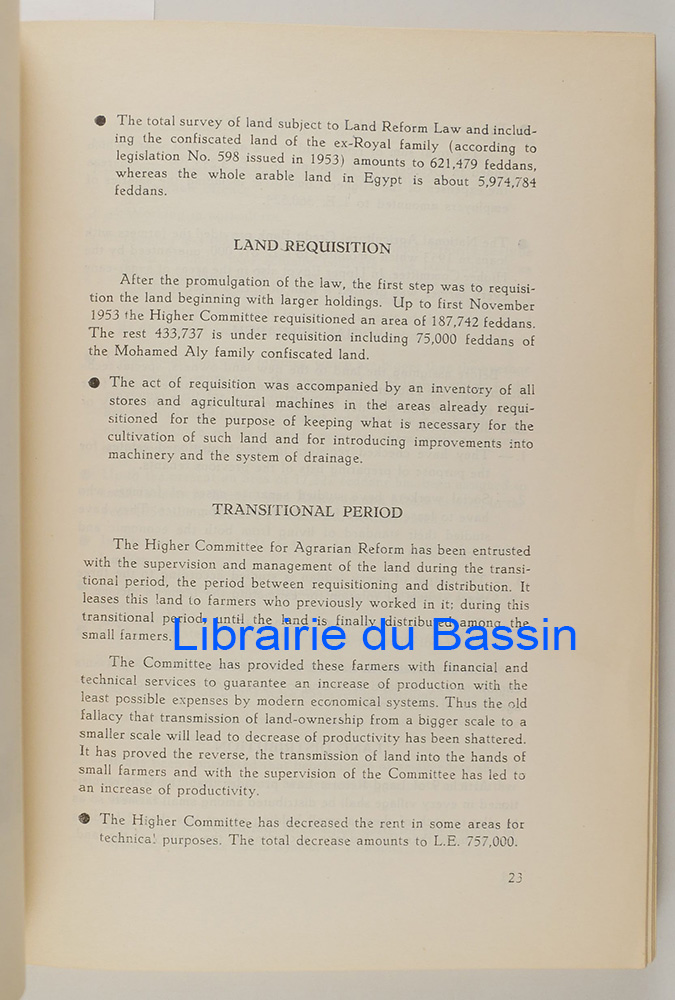 ● The total survey of land subject to Land Reform Law and includ-
ing the confiscated land of the ex-Royal family (according to
legislation No. 598 issued in 1953) amounts to 621,479 feddans,
whereas the whole arable land in Egypt is about 5,974,784
feddans.
LAND REQUISITION
After the promulgation of the law, the first step was to requisi-
tion the land beginning with larger holdings. Up to first November
1953 the Higher Committee requisitioned an area of 187,742 feddans.
The rest 433,737 is under requisition including 75,000 feddans of
the Mohamed Aly family confiscated land.
● The act of requisition was accompanied by an inventory of all
stores and agricultural machines in the areas already requi-
sitioned for the purpose of keeping what is necessary for the
cultivation of such land and for introducing improvements into
machinery and the system of drainage.
TRANSITIONAL PERIOD
The Higher Committee for Agrarian Reform has been entrusted
with the supervision and management of the land during the transi-
tional period, the period between requisitioning and distribution. It
leases this land to farmers who previously worked in it; during this
transitional period, until the land is finally distributed among the
small farmers.
Librairie du Bassin
The Committee has provided these farmers with financial and
technical services to guarantee an increase of production with the
least possible expenses by modern economical systems. Thus the old
fallacy that transmission of land-ownership from a bigger scale to a
smaller scale will lead to decrease of productivity has been shattered.
It has proved the reverse, the transmission of land into the hands of
small farmers and with the supervision of the Committee has led to
an increase of productivity.
● The Higher Committee has decreased the rent in some areas for
technical purposes. The total decrease amounts to L.E. 757,000.
23